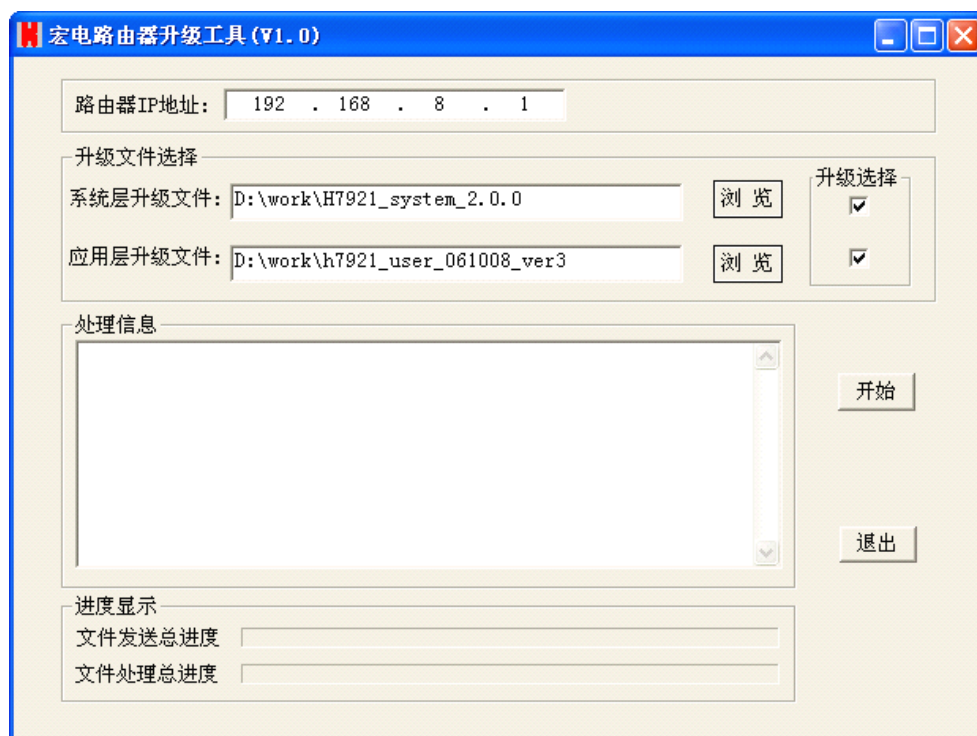 宏电路由器升级工具(V1.0)
路由器IP地址: 192 . 168 . 8 . 1
升级文件选择
升级选择
系统层升级文件: D:\work\H7921_system_2.0.0 浏 览
应用层升级文件: D:\work\h7921_user_061008_ver3 浏 览
处理信息
开始
退出
进度显示
文件发送总进度
文件处理总进度